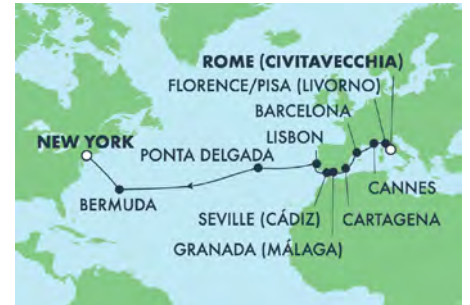 ROME (CIVITAVECCHIA)
FLORENCE/PISA (LIVORNO)
BARCELONA
LISBON
NEW YORK
PONTA DELGADA
CANNES
BERMUDA
SEVILLE (CÁDIZ)
CARTAGENA
GRANADA (MÁLAGA)